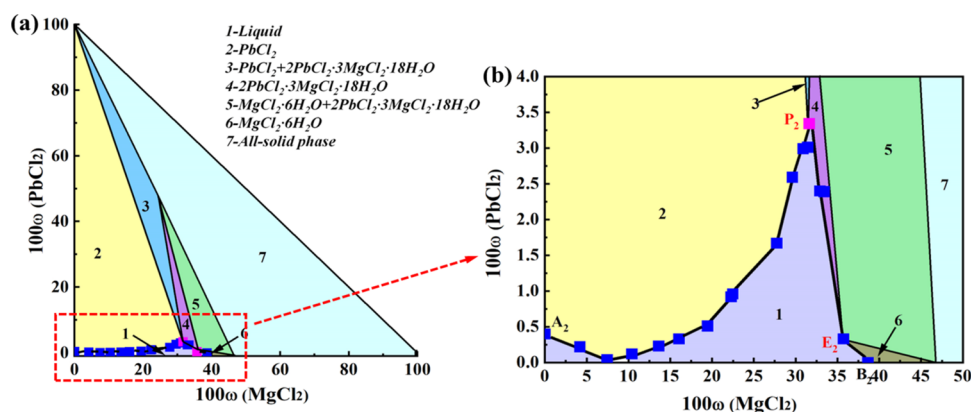 (a)
1-Liquid
2-PbCl₂
3-PbCl₂+2PbCl₂·3MgCl₂·18H₂O
4-2PbCl₂·3MgCl₂·18H₂O
5-MgCl₂·6H₂O+2PbCl₂·3MgCl₂·18H₂O
6-MgCl₂·6H₂O
7-All-solid phase
100ω (PbCl₂)
100
80
60
40
20
0
2
3
7
5
4
1
6
0 20 40 60 80 100
100ω (MgCl₂)
(b)
100ω (PbCl₂)
4.0
3.5
3.0
2.5
2.0
1.5
1.0
0.5
0.0
3
4
P₂
5
2
7
1
6
A₂
E₂
B₂
0 5 10 15 20 25 30 35 40 45 50
100ω (MgCl₂)